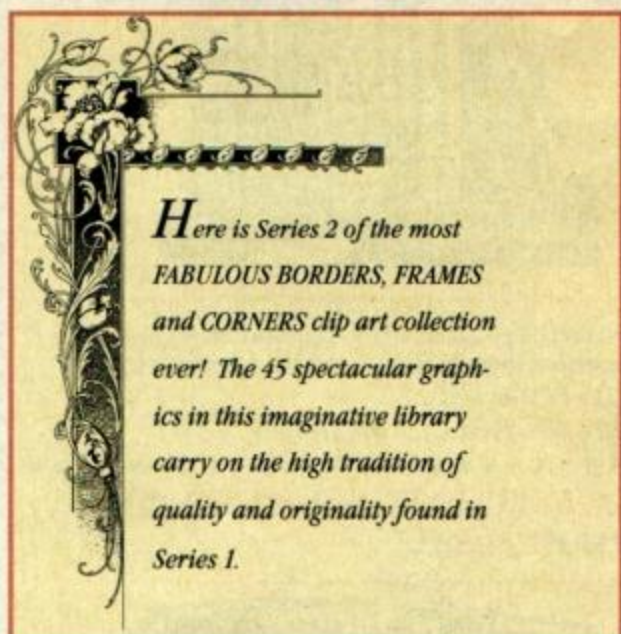 Here is Series 2 of the most
FABULOUS BORDERS, FRAMES
and CORNERS clip art collection
ever! The 45 spectacular graph-
ics in this imaginative library
carry on the high tradition of
quality and originality found in
Series 1.